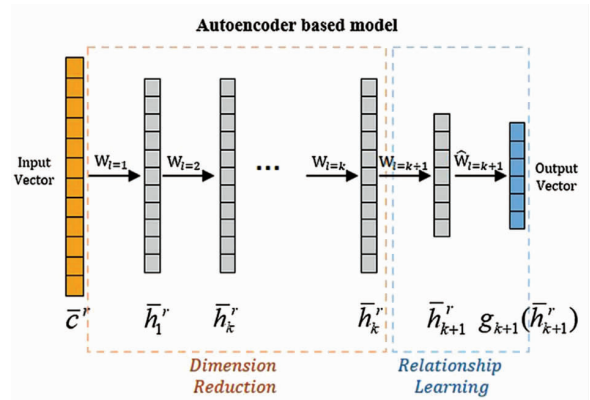 Autoencoder based model
Input
Vector
W_{l=1}
W_{l=2}
...
W_{l=k}
W_{l=k+1}
Ŵ_{l=k+1}
Output
Vector
c̄^r
h̄_1^r
h̄_k^r
h̄_k^r
h̄_{k+1}^r
g_{k+1}(h̄_{k+1}^r)
Dimension
Reduction
Relationship
Learning